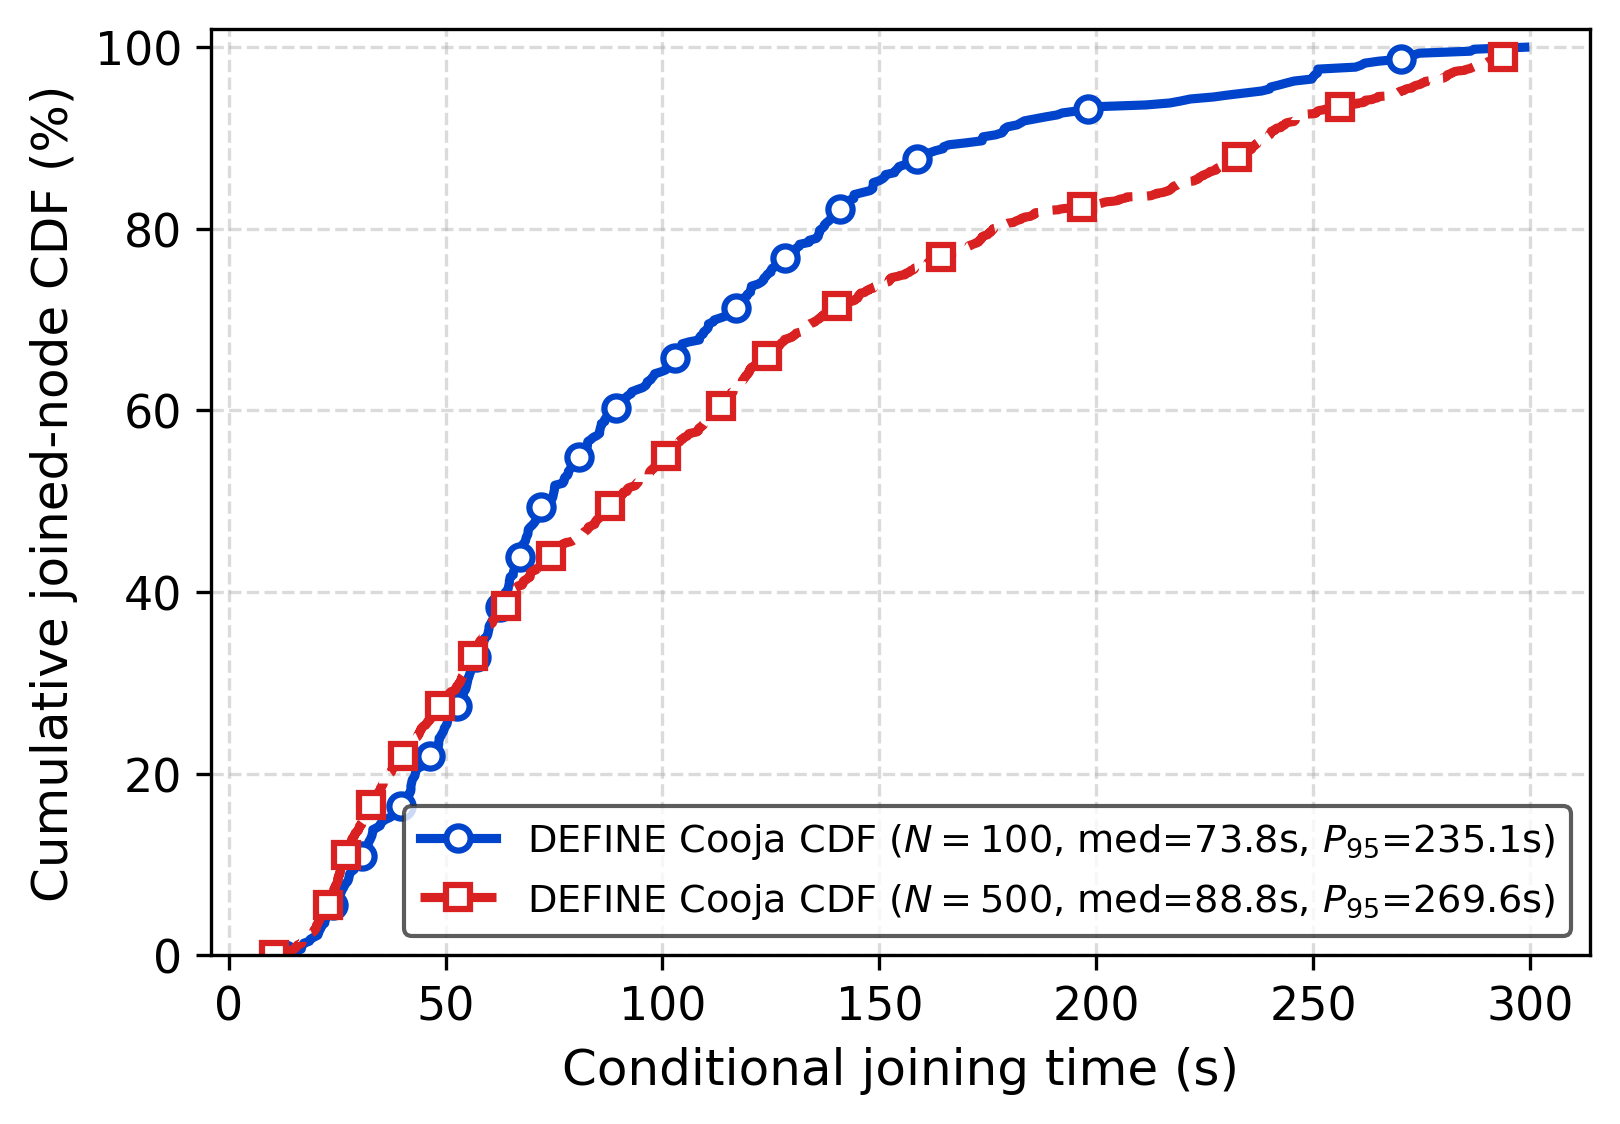 Cumulative joined-node CDF (%)
100
80
60
40
20
0
DEFINE Cooja CDF (N = 100, med=73.8s, P₉₅=235.1s)
DEFINE Cooja CDF (N = 500, med=88.8s, P₉₅=269.6s)
0 50 100 150 200 250 300
Conditional joining time (s)